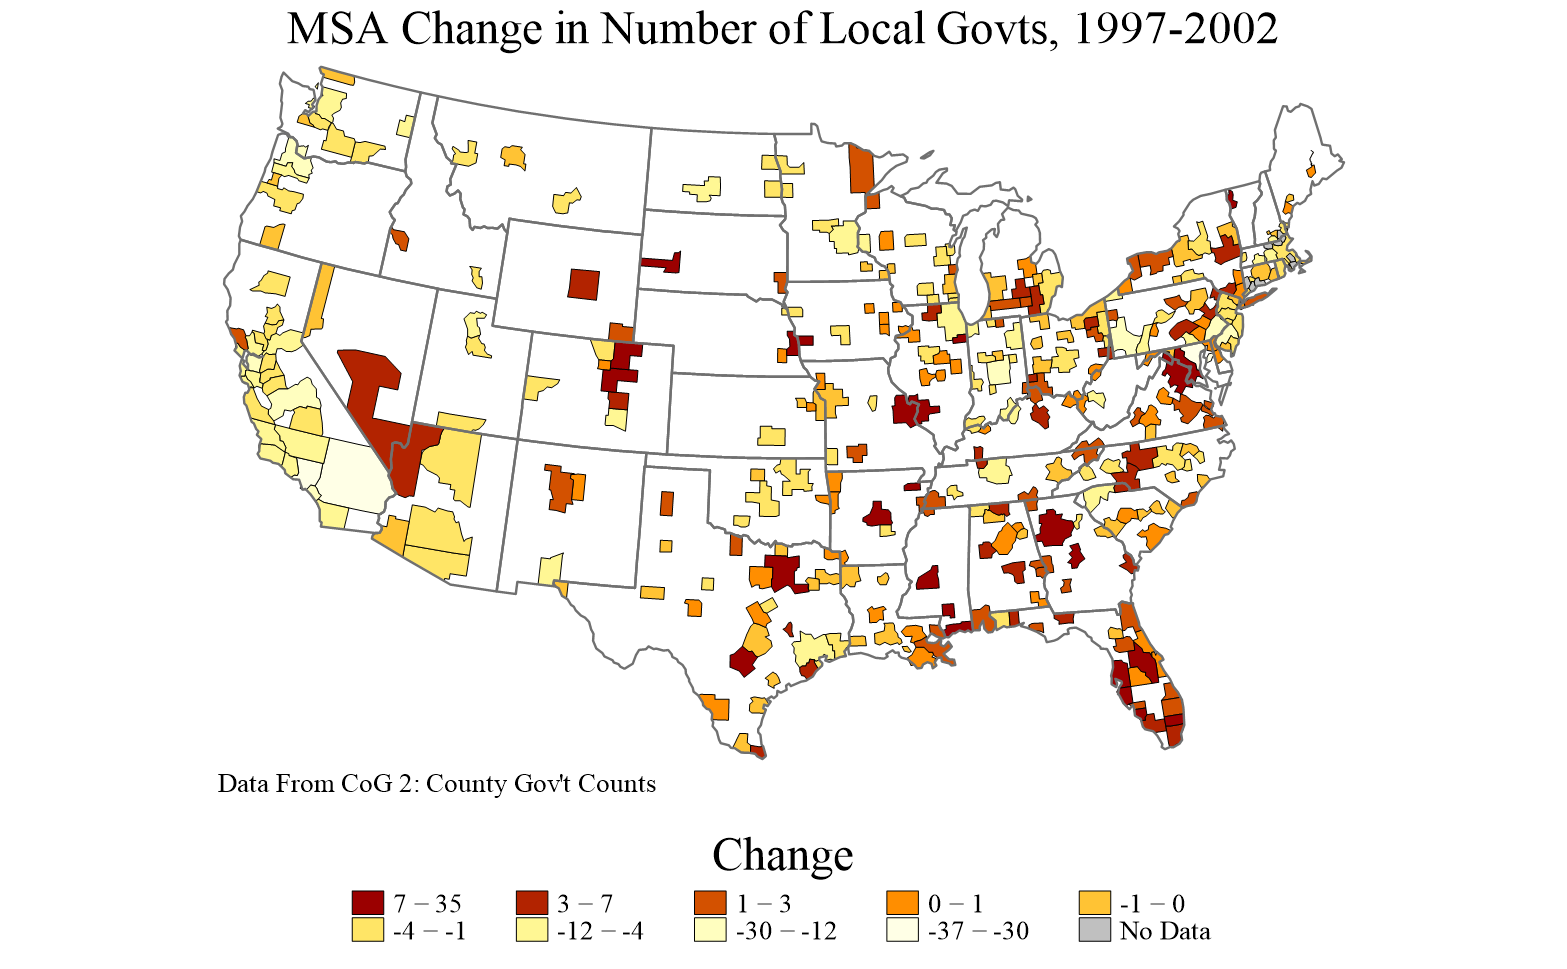 MSA Change in Number of Local Govts, 1997-2002
Data From CoG 2: County Gov't Counts
Change
7 – 35 3 – 7 1 – 3 0 – 1 -1 – 0
-4 – -1 -12 – -4 -30 – -12 -37 – -30 No Data